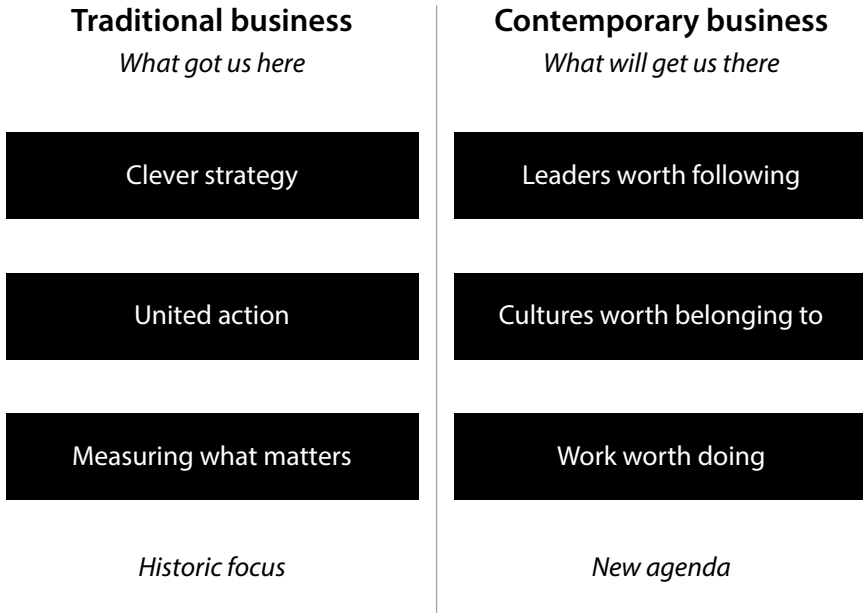 Traditional business
What got us here
Clever strategy
United action
Measuring what matters
Historic focus
Contemporary business
What will get us there
Leaders worth following
Cultures worth belonging to
Work worth doing
New agenda